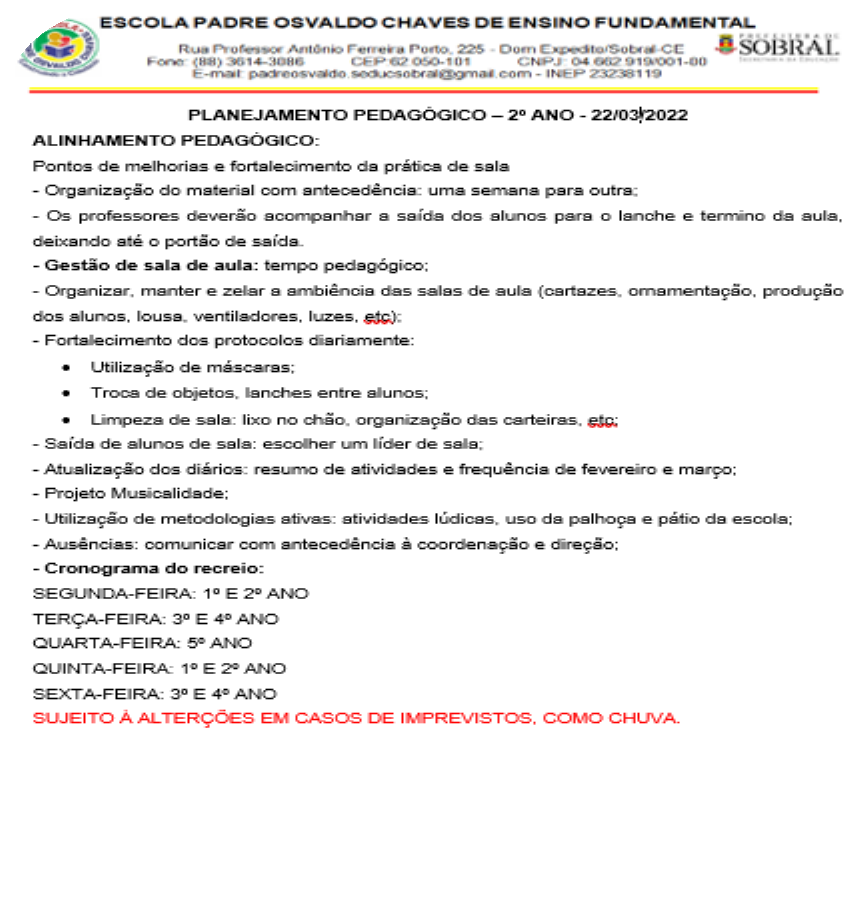 ESCOLA PADRE OSVALDO CHAVES DE ENSINO FUNDAMENTAL
Rua Professor Antônio Ferreira Porto, 225 - Dom Expedito/Sobral-CE
Fone: (88) 3614-3086 CEP:62.050-101 CNPJ: 04.662.919/001-00
E-mail: padreosvaldo.seducsobral@gmail.com - INEP 23238119
PREFEITURA DE
SOBRAL
Secretaria da Educação
PLANEJAMENTO PEDAGÓGICO – 2º ANO - 22/03/2022
ALINHAMENTO PEDAGÓGICO:
Pontos de melhorias e fortalecimento da prática de sala
- Organização do material com antecedência: uma semana para outra;
- Os professores deverão acompanhar a saída dos alunos para o lanche e termino da aula,
deixando até o portão de saída.
- Gestão de sala de aula: tempo pedagógico;
- Organizar, manter e zelar a ambiência das salas de aula (cartazes, ornamentação, produção
dos alunos, lousa, ventiladores, luzes, etc);
- Fortalecimento dos protocolos diariamente:
• Utilização de máscaras;
• Troca de objetos, lanches entre alunos;
• Limpeza de sala: lixo no chão, organização das carteiras, etc;
- Saída de alunos de sala: escolher um líder de sala;
- Atualização dos diários: resumo de atividades e frequência de fevereiro e março;
- Projeto Musicalidade;
- Utilização de metodologias ativas: atividades lúdicas, uso da palhoça e pátio da escola;
- Ausências: comunicar com antecedência à coordenação e direção;
- Cronograma do recreio:
SEGUNDA-FEIRA: 1º E 2º ANO
TERÇA-FEIRA: 3º E 4º ANO
QUARTA-FEIRA: 5º ANO
QUINTA-FEIRA: 1º E 2º ANO
SEXTA-FEIRA: 3º E 4º ANO
SUJEITO À ALTERÇÕES EM CASOS DE IMPREVISTOS, COMO CHUVA.